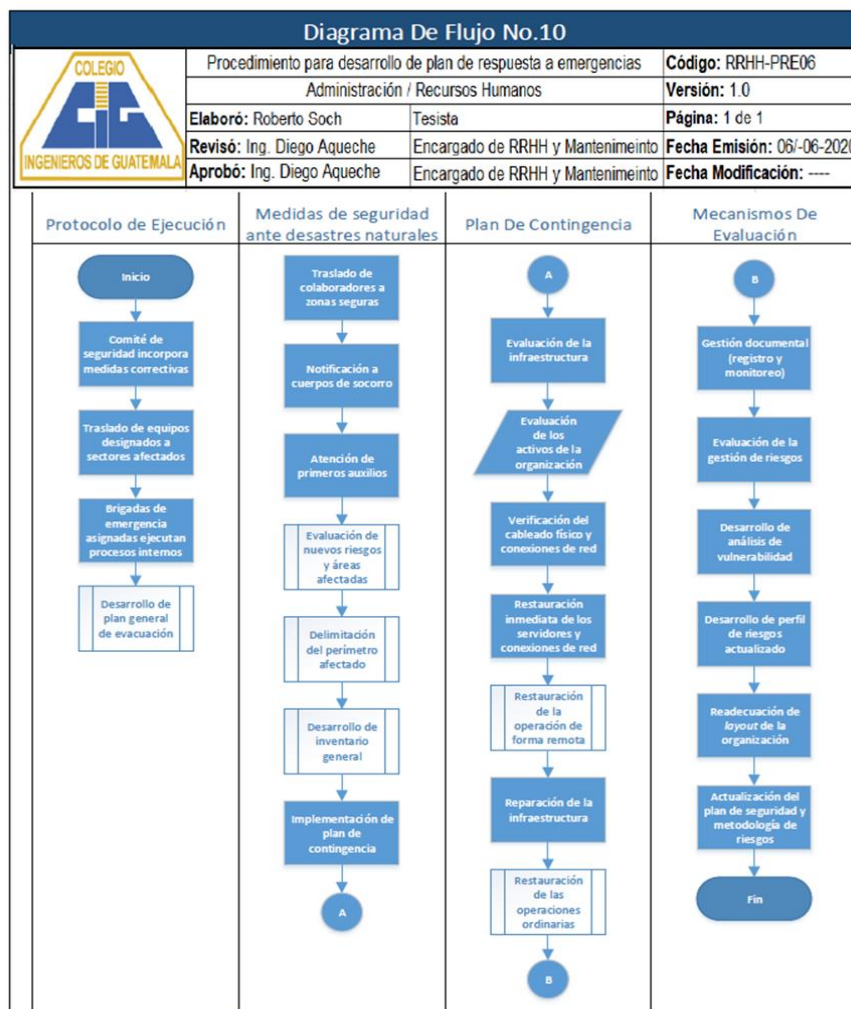 Diagrama De Flujo No.10
COLEGIO
CIG
INGENIEROS DE GUATEMALA
Procedimiento para desarrollo de plan de respuesta a emergencias
Código: RRHH-PRE06
Administración / Recursos Humanos
Versión: 1.0
Elaboró: Roberto Soch
Tesista
Página: 1 de 1
Revisó: Ing. Diego Aqueche
Encargado de RRHH y Mantenimeinto
Fecha Emisión: 06/-06-2020
Aprobó: Ing. Diego Aqueche
Encargado de RRHH y Mantenimeinto
Fecha Modificación: ----
Protocolo de Ejecución
Inicio
Comité de
seguridad incorpora
medidas correctivas
Traslado de equipos
designados a
sectores afectados
Brigadas de
emergencia
asignadas ejecutan
procesos internos
Desarrollo de
plan general
de evacuación
Medidas de seguridad
ante desastres naturales
Traslado de
colaboradores a
zonas seguras
Notificación a
cuerpos de socorro
Atención de
primeros auxilios
Evaluación de
nuevos riesgos
y áreas
afectadas
Delimitación
del perímetro
afectado
Desarrollo de
inventario
general
Implementación de
plan de
contingencia
A
Plan De Contingencia
A
Evaluación de la
infraestructura
Evaluación
de los
activos de la
organización
Verificación del
cableado físico y
conexiones de red
Restauración
inmediata de los
servidores y
conexiones de red
Restauración
de la
operación de
forma remota
Reparación de la
infraestructura
Restauración
de las
operaciones
ordinarias
B
Mecanismos De
Evaluación
B
Gestión documental
(registro y
monitoreo)
Evaluación de la
gestión de riesgos
Desarrollo de
análisis de
vulnerabilidad
Desarrollo de perfil
de riesgos
actualizado
Readecuación de
layout de la
organización
Actualización del
plan de seguridad y
metodología de
riesgos
Fin